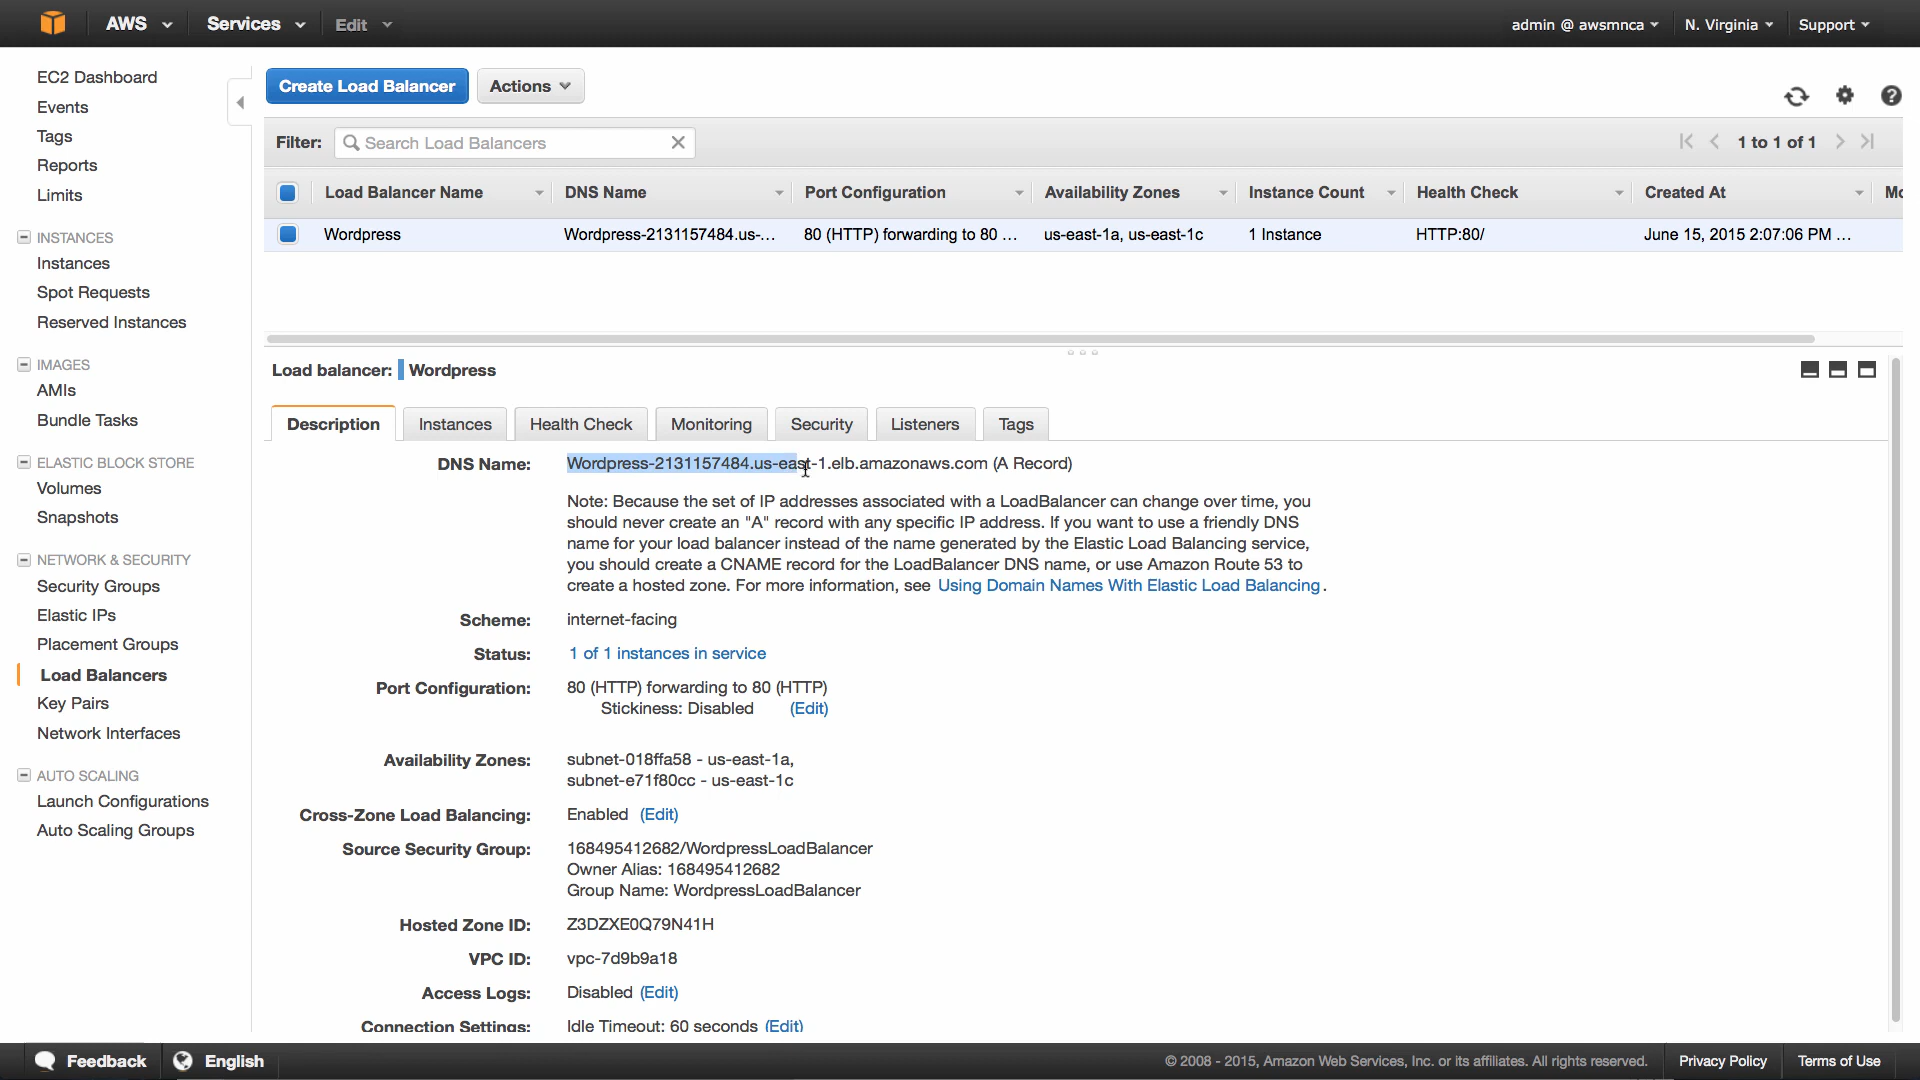 AWS Services Edit admin @ awsmnca N. Virginia Support
EC2 Dashboard
Events
Tags
Reports
Limits
INSTANCES
Instances
Spot Requests
Reserved Instances
IMAGES
AMIs
Bundle Tasks
ELASTIC BLOCK STORE
Volumes
Snapshots
NETWORK & SECURITY
Security Groups
Elastic IPs
Placement Groups
Load Balancers
Key Pairs
Network Interfaces
AUTO SCALING
Launch Configurations
Auto Scaling Groups
Create Load Balancer Actions
Filter: Search Load Balancers 1 to 1 of 1
Load Balancer Name DNS Name Port Configuration Availability Zones Instance Count Health Check Created At Mo
Wordpress Wordpress-2131157484.us-... 80 (HTTP) forwarding to 80 ... us-east-1a, us-east-1c 1 Instance HTTP:80/ June 15, 2015 2:07:06 PM ...
Load balancer: Wordpress
Description Instances Health Check Monitoring Security Listeners Tags
DNS Name: Wordpress-2131157484.us-east-1.elb.amazonaws.com (A Record)
Note: Because the set of IP addresses associated with a LoadBalancer can change over time, you
should never create an "A" record with any specific IP address. If you want to use a friendly DNS
name for your load balancer instead of the name generated by the Elastic Load Balancing service,
you should create a CNAME record for the LoadBalancer DNS name, or use Amazon Route 53 to
create a hosted zone. For more information, see Using Domain Names With Elastic Load Balancing.
Scheme: internet-facing
Status: 1 of 1 instances in service
Port Configuration: 80 (HTTP) forwarding to 80 (HTTP)
Stickiness: Disabled (Edit)
Availability Zones: subnet-018ffa58 - us-east-1a,
subnet-e71f80cc - us-east-1c
Cross-Zone Load Balancing: Enabled (Edit)
Source Security Group: 168495412682/WordpressLoadBalancer
Owner Alias: 168495412682
Group Name: WordpressLoadBalancer
Hosted Zone ID: Z3DZXE0Q79N41H
VPC ID: vpc-7d9b9a18
Access Logs: Disabled (Edit)
Connection Settings: Idle Timeout: 60 seconds (Edit)
Feedback English © 2008 - 2015, Amazon Web Services, Inc. or its affiliates. All rights reserved. Privacy Policy Terms of Use